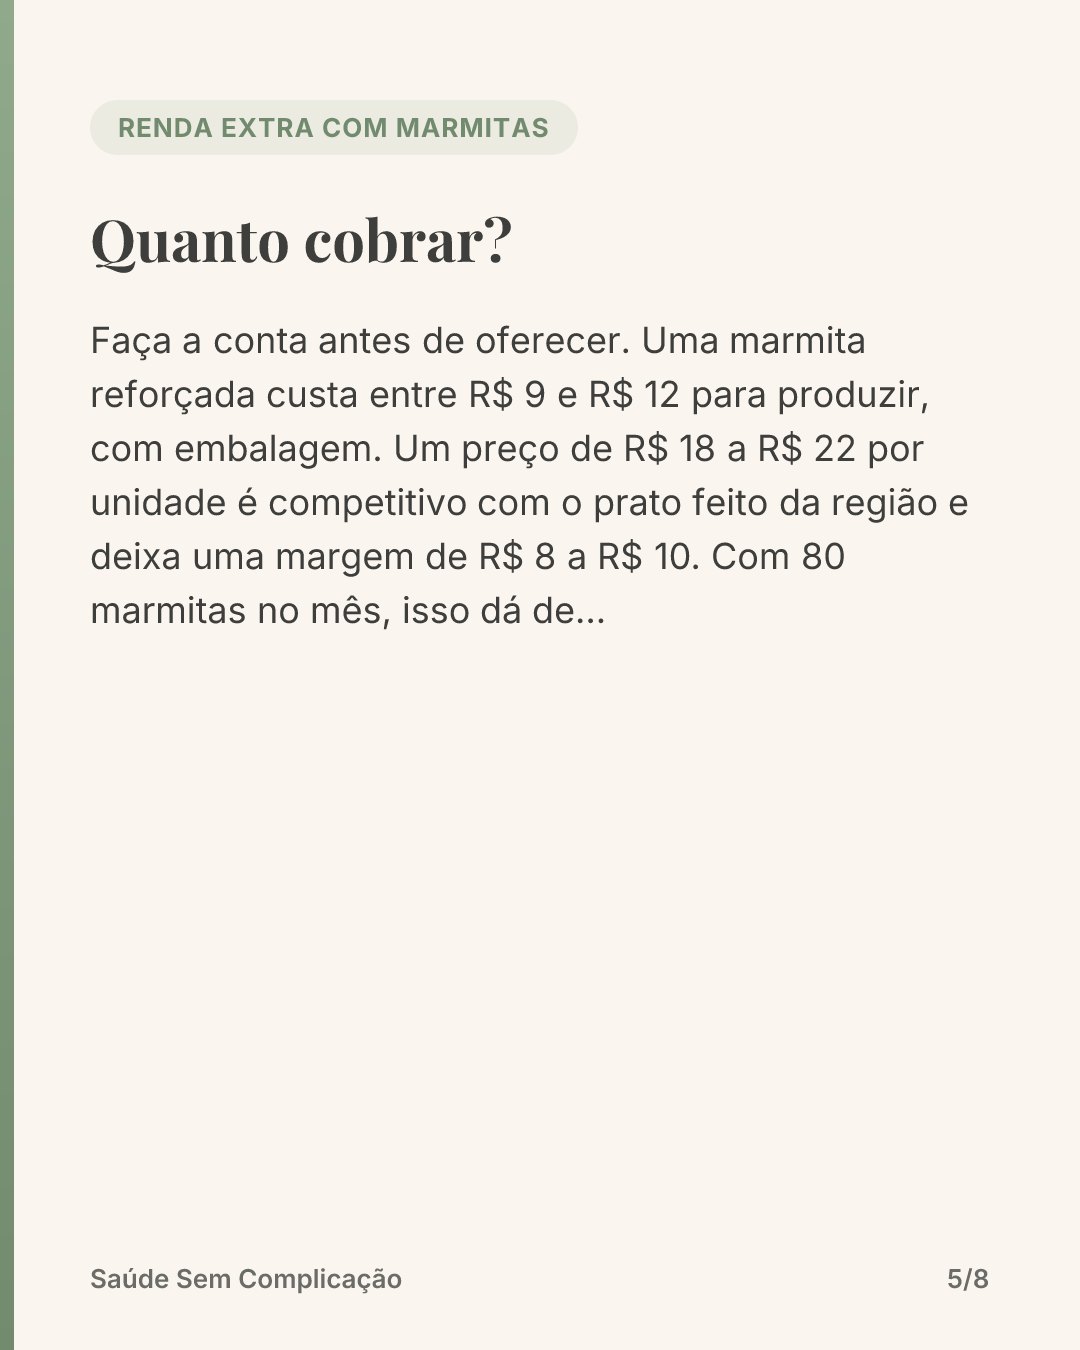 RENDA EXTRA COM MARMITAS
Quanto cobrar?
Faça a conta antes de oferecer. Uma marmita
reforçada custa entre R$ 9 e R$ 12 para produzir,
com embalagem. Um preço de R$ 18 a R$ 22 por
unidade é competitivo com o prato feito da região e
deixa uma margem de R$ 8 a R$ 10. Com 80
marmitas no mês, isso dá de...
Saúde Sem Complicação
5/8